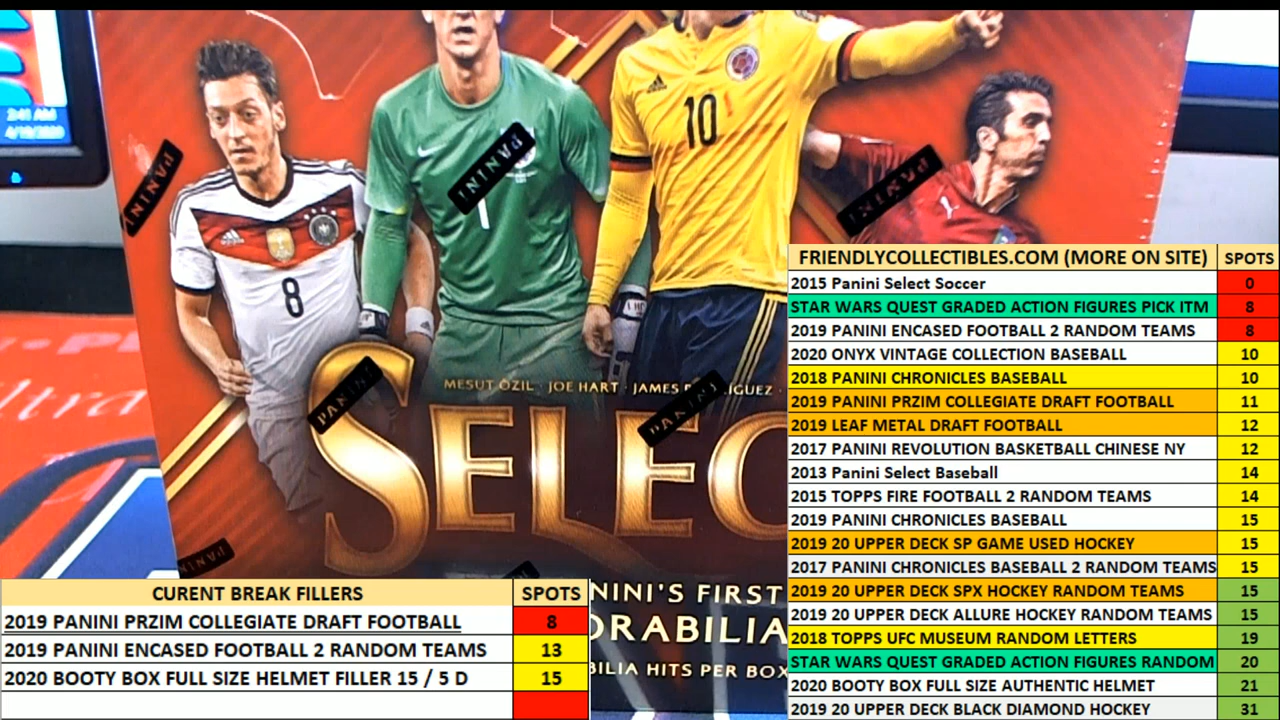 2:41 AM
PANINI
PANINI
PANINI
10
1
8
MESUT ÖZIL · JOE HART · JAMES
PANINI
PANINI
SELEC
PANINI
NINI'S FIRST
ORABILIA
BILIA HITS PER BOX
FRIENDLYCOLLECTIBLES.COM (MORE ON SITE) SPOTS
2015 Panini Select Soccer 0
STAR WARS QUEST GRADED ACTION FIGURES PICK ITM 8
2019 PANINI ENCASED FOOTBALL 2 RANDOM TEAMS 8
2020 ONYX VINTAGE COLLECTION BASEBALL 10
2018 PANINI CHRONICLES BASEBALL 10
2019 PANINI PRZIM COLLEGIATE DRAFT FOOTBALL 11
2019 LEAF METAL DRAFT FOOTBALL 12
2017 PANINI REVOLUTION BASKETBALL CHINESE NY 12
2013 Panini Select Baseball 14
2015 TOPPS FIRE FOOTBALL 2 RANDOM TEAMS 14
2019 PANINI CHRONICLES BASEBALL 15
2019 20 UPPER DECK SP GAME USED HOCKEY 15
2017 PANINI CHRONICLES BASEBALL 2 RANDOM TEAMS 15
2019 20 UPPER DECK SPX HOCKEY RANDOM TEAMS 15
2019 20 UPPER DECK ALLURE HOCKEY RANDOM TEAMS 15
2018 TOPPS UFC MUSEUM RANDOM LETTERS 19
STAR WARS QUEST GRADED ACTION FIGURES RANDOM 20
2020 BOOTY BOX FULL SIZE AUTHENTIC HELMET 21
2019 20 UPPER DECK BLACK DIAMOND HOCKEY 31
CURENT BREAK FILLERS SPOTS
2019 PANINI PRZIM COLLEGIATE DRAFT FOOTBALL 8
2019 PANINI ENCASED FOOTBALL 2 RANDOM TEAMS 13
2020 BOOTY BOX FULL SIZE HELMET FILLER 15 / 5 D 15